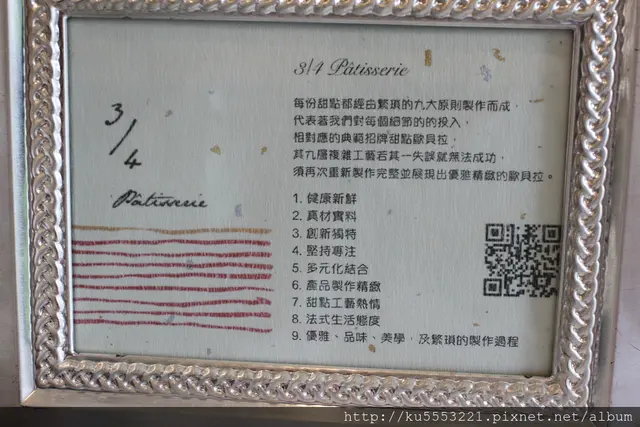 3/4
Pâtisserie
3/4 Pâtisserie
每份甜點都經由繁瑣的九大原則製作而成，
代表著我們對每個細節的的投入，
相對應的典範招牌甜點歐貝拉，
其九層複雜工藝若其一失誤就無法成功，
須再次重新製作完整並展現出優雅精緻的歐貝拉。
1. 健康新鮮
2. 真材實料
3. 創新獨特
4. 堅持專注
5. 多元化結合
6. 產品製作精緻
7. 甜點工藝熱情
8. 法式生活態度
9. 優雅、品味、美學，及繁瑣的製作過程
http://ku5553221.pixnet.net/album